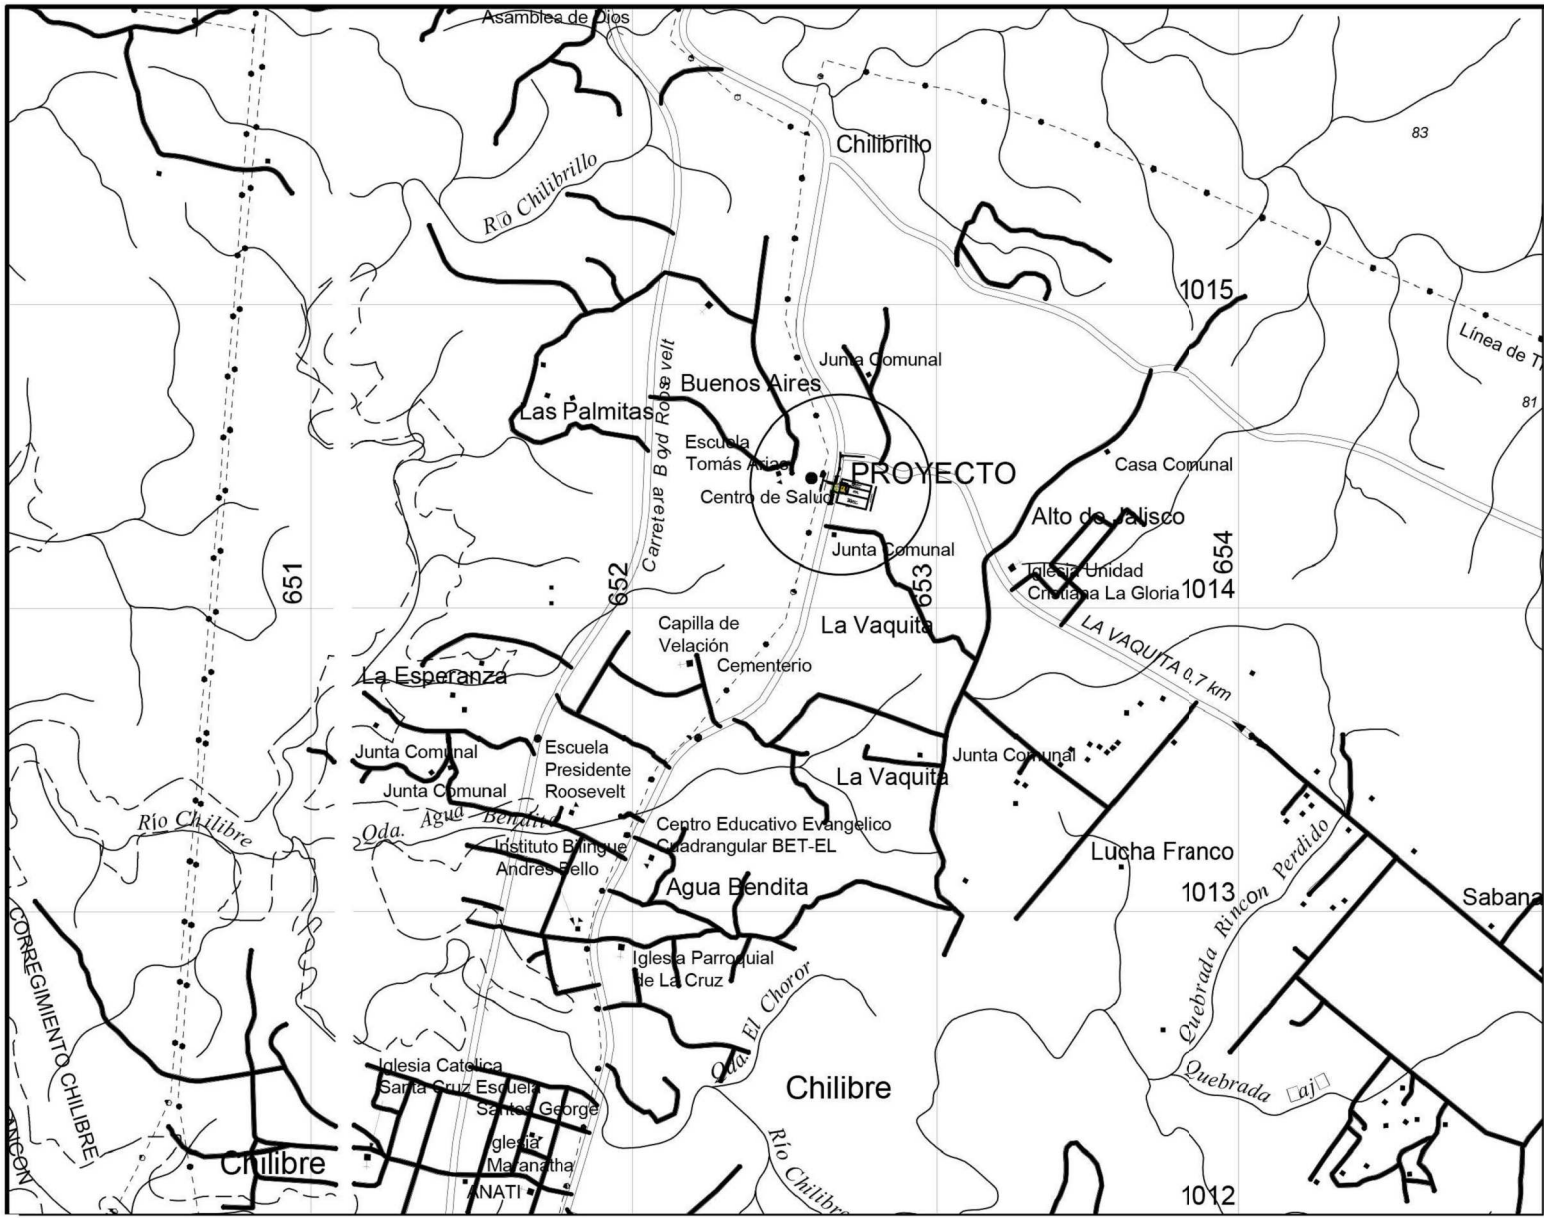 Asamblea de Dios
Chilibrillo
83
Río Chilibrillo
1015
Línea de T
Junta Comunal
Buenos Aires
Las Palmitas
81
Carretera Boyd Roosevelt
Escuela
Tomás Arias
PROYECTO
Casa Comunal
Centro de Salud
Alto de Jalisco
Junta Comunal
651
652
653
654
Iglesia Unidad
Cristiana La Gloria
1014
Capilla de
Velación
La Vaquita
LA VAQUITA 0.7 km
Cementerio
La Esperanza
Junta Comunal
Escuela
Presidente
Roosevelt
Junta Comunal
La Vaquita
Junta Comunal
Río Chilibre
Qda. Agua Bendita
Centro Educativo Evangelico
Cuadrangular BET-EL
Instituto Bilingue
Andres Bello
Lucha Franco
Agua Bendita
1013
Sabana
Quebrada Rincon Perdido
CORREGIMIENTO CHILIBRE
Iglesia Parroquial
de La Cruz
Qda. El Choror
Iglesia Catolica
Santa Cruz Escuela
Santos George
Chilibre
Quebrada □aj□
Iglesia
Maranatha
Río Chilibre
ANCON
Chilibre
ANATI
1012